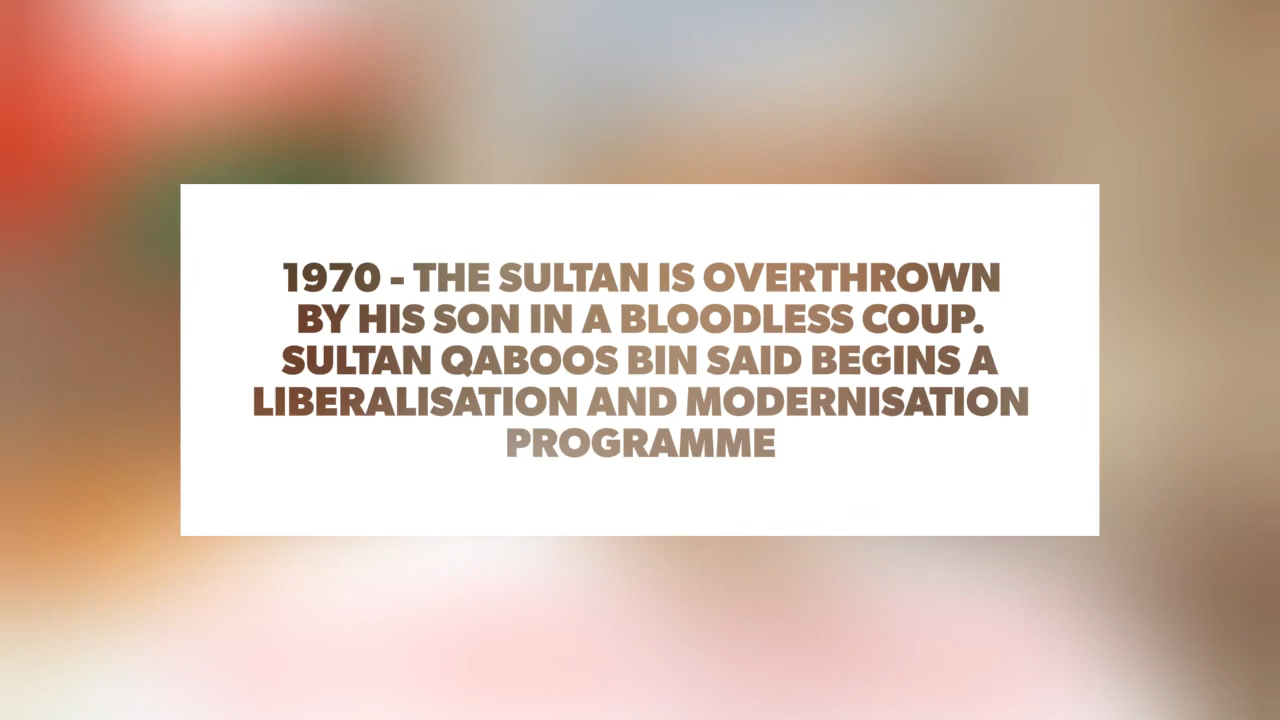 1970 - THE SULTAN IS OVERTHROWN
BY HIS SON IN A BLOODLESS COUP.
SULTAN QABOOS BIN SAID BEGINS A
LIBERALISATION AND MODERNISATION
PROGRAMME